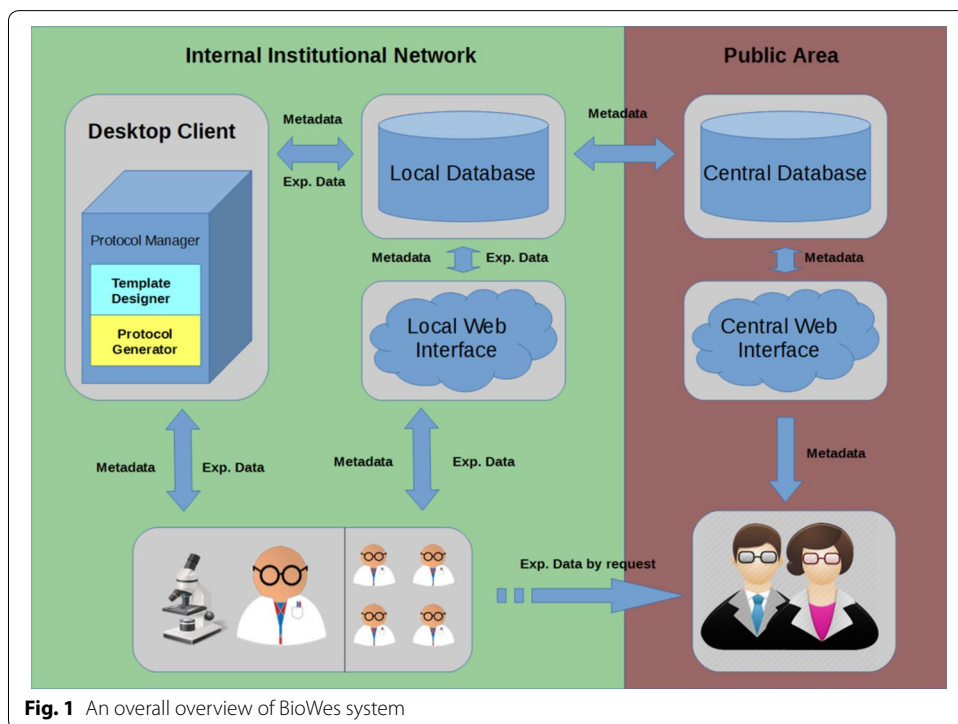 Internal Institutional Network
Public Area
Desktop Client
Protocol Manager
Template
Designer
Protocol
Generator
Metadata
Exp. Data
Local Database
Metadata
Central Database
Metadata
Exp. Data
Metadata
Local Web
Interface
Central Web
Interface
Metadata
Exp. Data
Metadata
Exp. Data
Metadata
Exp. Data by request
Fig. 1 An overall overview of BioWes system